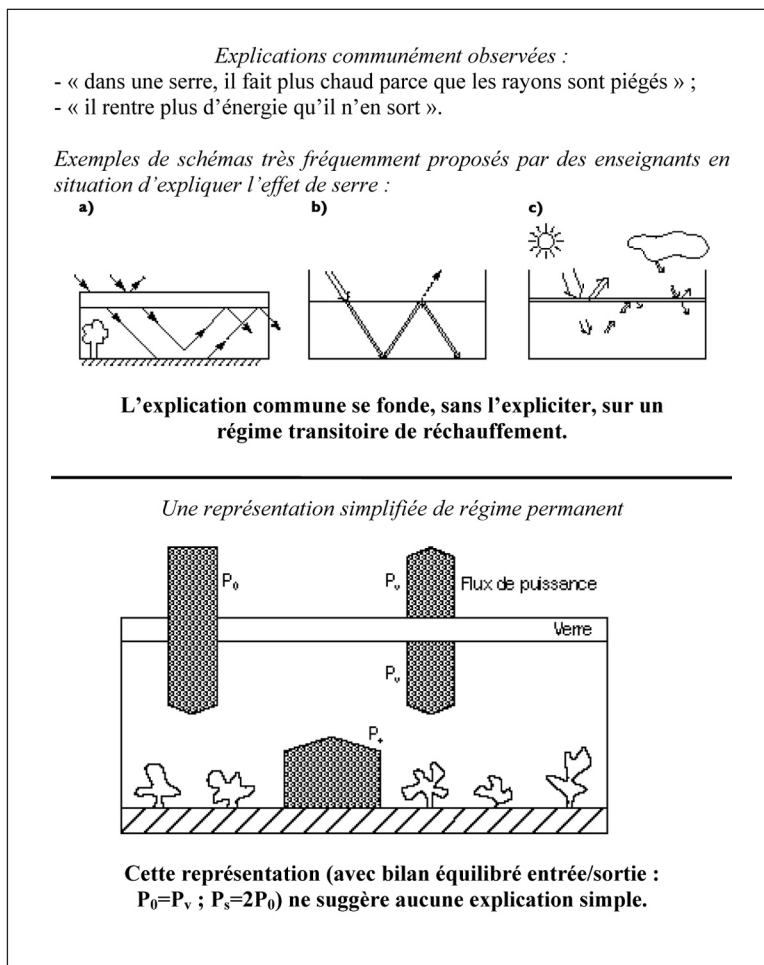 Explications communément observées :
- « dans une serre, il fait plus chaud parce que les rayons sont piégés » ;
- « il rentre plus d’énergie qu’il n’en sort ».
Exemples de schémas très fréquemment proposés par des enseignants en
situation d’expliquer l’effet de serre :
a)
b)
c)
L’explication commune se fonde, sans l’expliciter, sur un
régime transitoire de réchauffement.
Une représentation simplifiée de régime permanent
P₀
Pᵥ
Flux de puissance
Verre
Pᵥ
Cette représentation (avec bilan équilibré entrée/sortie :
P₀=Pᵥ ; Pₛ=2P₀) ne suggère aucune explication simple.